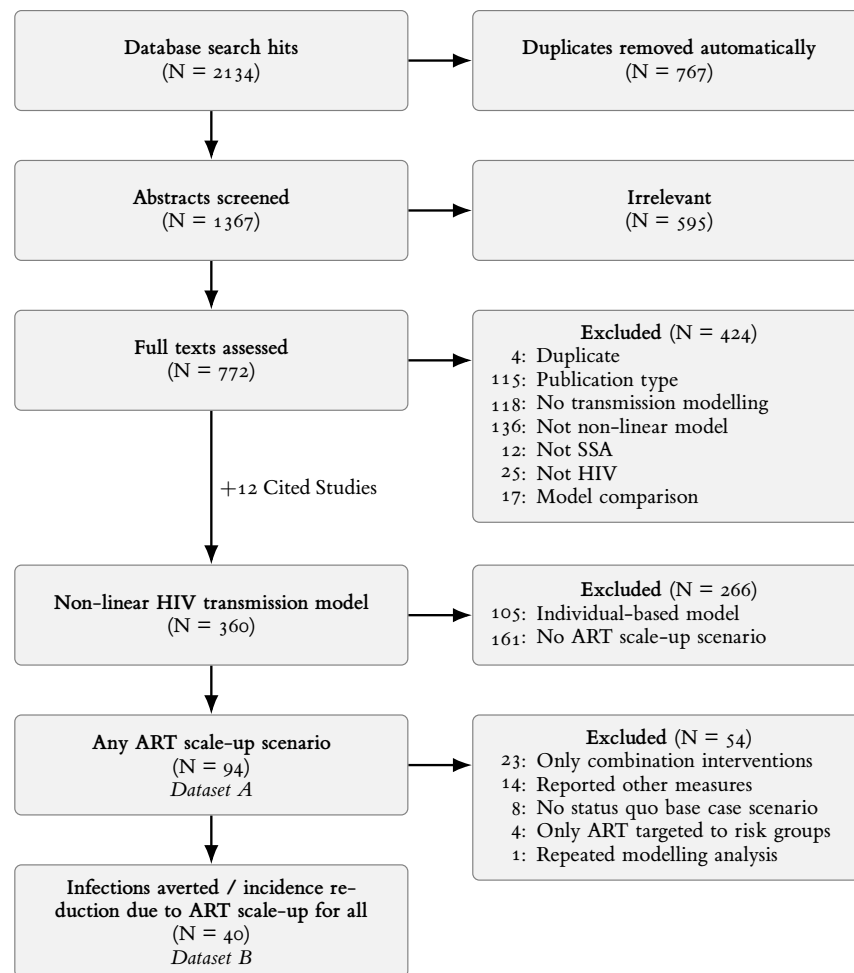 Database search hits
(N = 2134)
Duplicates removed automatically
(N = 767)
Abstracts screened
(N = 1367)
Irrelevant
(N = 595)
Full texts assessed
(N = 772)
Excluded (N = 424)
4: Duplicate
115: Publication type
118: No transmission modelling
136: Not non-linear model
12: Not SSA
25: Not HIV
17: Model comparison
+12 Cited Studies
Non-linear HIV transmission model
(N = 360)
Excluded (N = 266)
105: Individual-based model
161: No ART scale-up scenario
Any ART scale-up scenario
(N = 94)
Dataset A
Excluded (N = 54)
23: Only combination interventions
14: Reported other measures
8: No status quo base case scenario
4: Only ART targeted to risk groups
1: Repeated modelling analysis
Infections averted / incidence re-
duction due to ART scale-up for all
(N = 40)
Dataset B